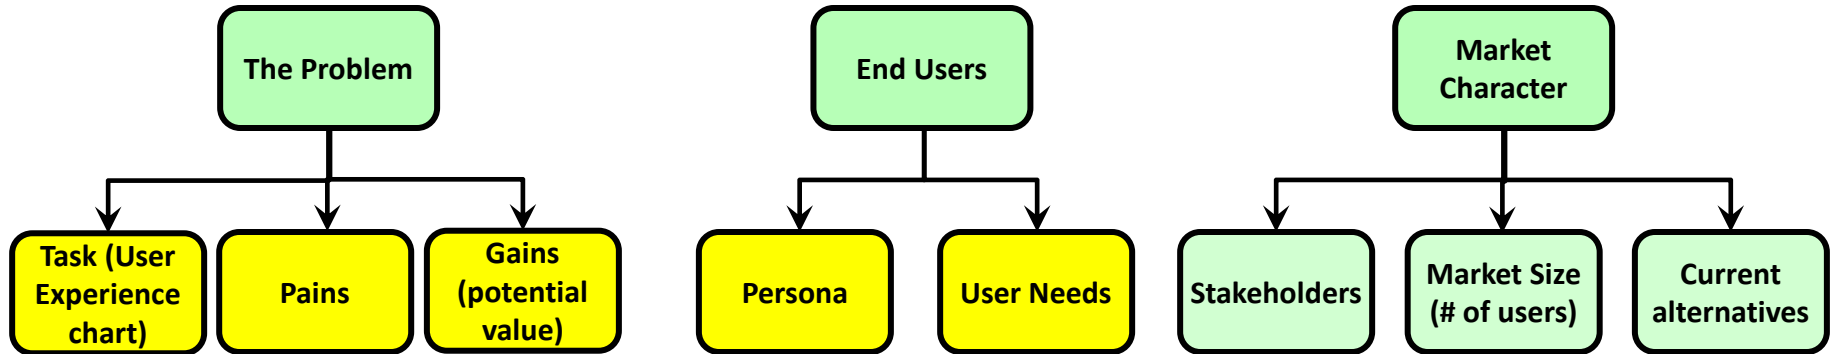 The Problem
End Users
Market
Character
Task (User
Experience
chart)
Pains
Gains
(potential
value)
Persona
User Needs
Stakeholders
Market Size
(# of users)
Current
alternatives